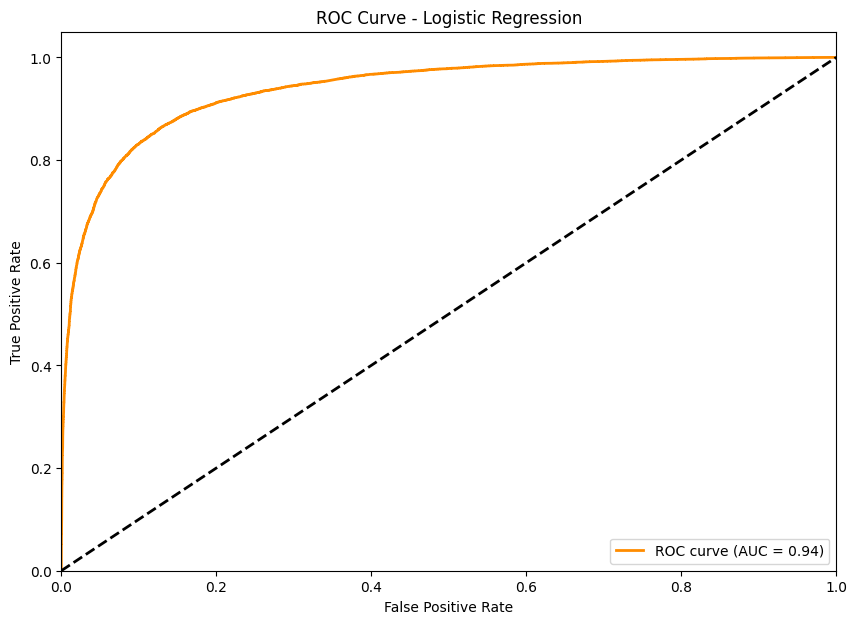 ROC Curve - Logistic Regression
True Positive Rate
1.0
0.8
0.6
0.4
0.2
0.0
0.0 0.2 0.4 0.6 0.8 1.0
False Positive Rate
ROC curve (AUC = 0.94)